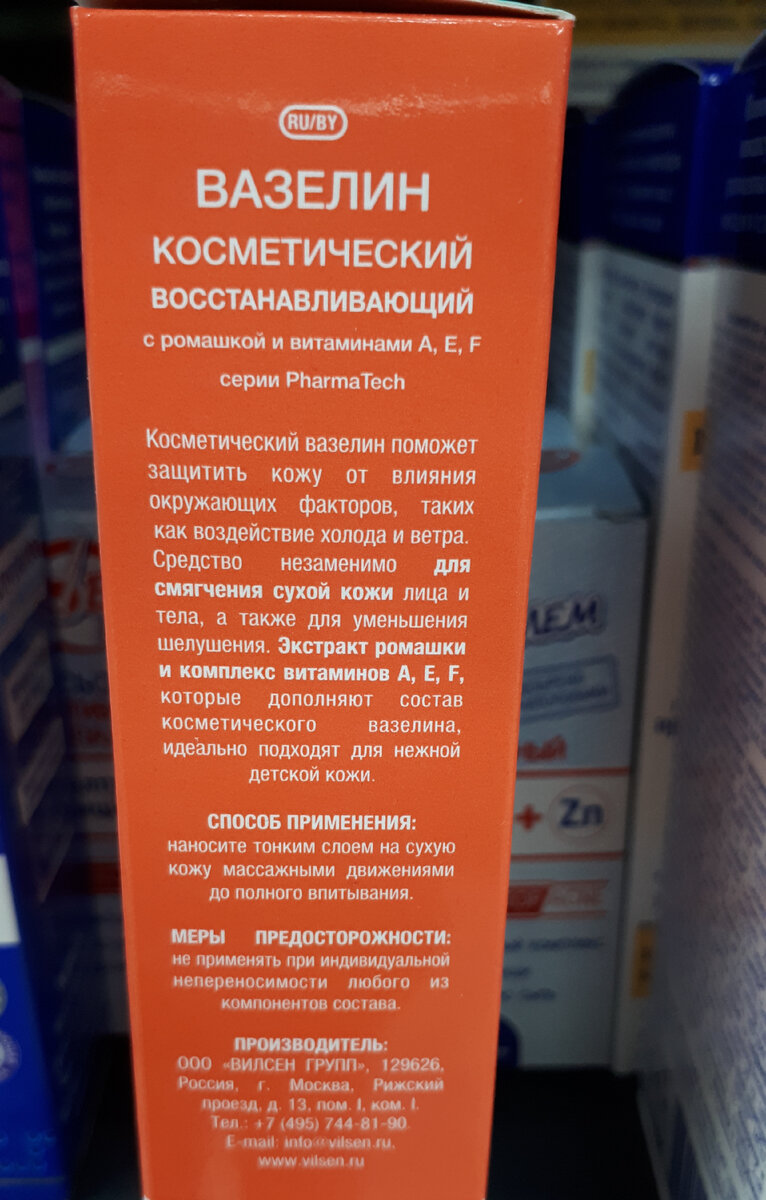 RU/BY
ВАЗЕЛИН
КОСМЕТИЧЕСКИЙ
ВОССТАНАВЛИВАЮЩИЙ
с ромашкой и витаминами A, E, F
серии PharmaTech
Косметический вазелин поможет
защитить кожу от влияния
окружающих факторов, таких
как воздействие холода и ветра.
Средство незаменимо для
смягчения сухой кожи лица и
тела, а также для уменьшения
шелушения. Экстракт ромашки
и комплекс витаминов A, E, F,
которые дополняют состав
косметического вазелина,
идеально подходят для нежной
детской кожи.
СПОСОБ ПРИМЕНЕНИЯ:
наносите тонким слоем на сухую
кожу массажными движениями
до полного впитывания.
МЕРЫ ПРЕДОСТОРОЖНОСТИ:
не применять при индивидуальной
непереносимости любого из
компонентов состава.
ПРОИЗВОДИТЕЛЬ:
ООО «ВИЛСЕН ГРУПП», 129626,
Россия, г. Москва, Рижский
проезд, д. 13, пом. I, ком. I.
Тел.: +7 (495) 744-81-90.
E-mail: info@vilsen.ru.
www.vilsen.ru
+ Zn